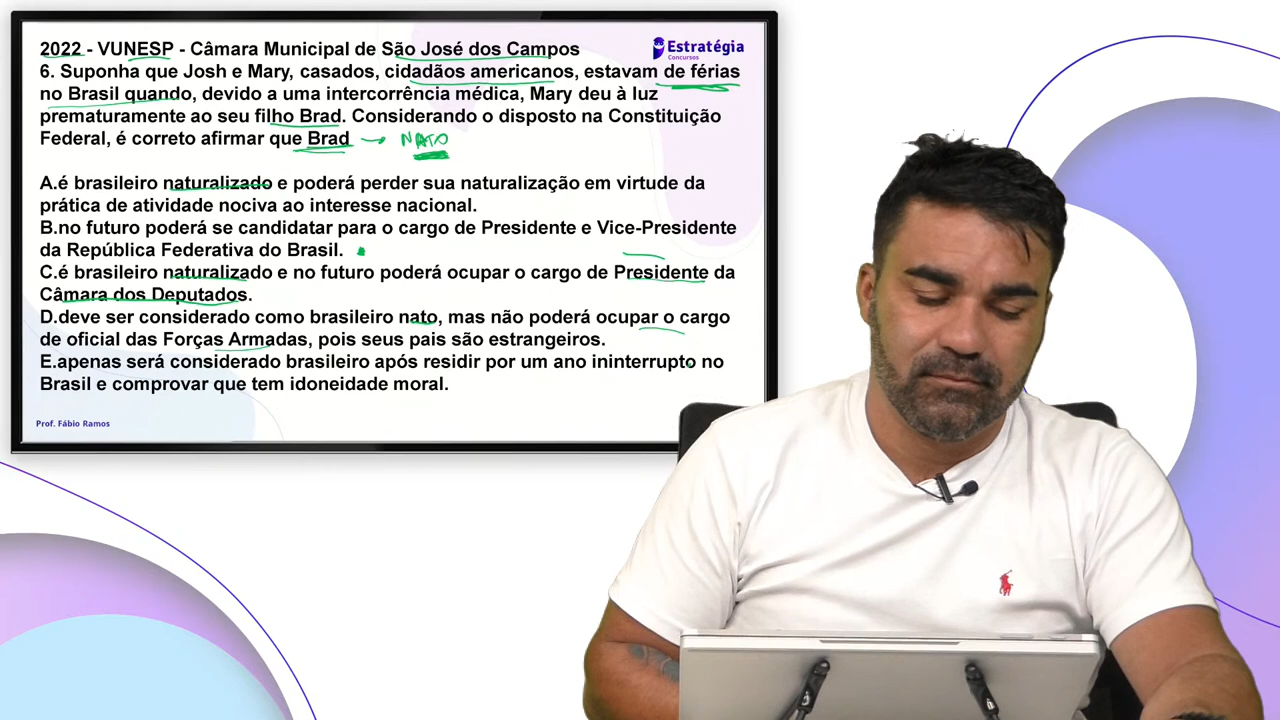 2022 - VUNESP - Câmara Municipal de São José dos Campos
Estratégia
Concursos
6. Suponha que Josh e Mary, casados, cidadãos americanos, estavam de férias
no Brasil quando, devido a uma intercorrência médica, Mary deu à luz
prematuramente ao seu filho Brad. Considerando o disposto na Constituição
Federal, é correto afirmar que Brad → NATO
A.é brasileiro naturalizado e poderá perder sua naturalização em virtude da
prática de atividade nociva ao interesse nacional.
B.no futuro poderá se candidatar para o cargo de Presidente e Vice-Presidente
da República Federativa do Brasil.
C.é brasileiro naturalizado e no futuro poderá ocupar o cargo de Presidente da
Câmara dos Deputados.
D.deve ser considerado como brasileiro nato, mas não poderá ocupar o cargo
de oficial das Forças Armadas, pois seus pais são estrangeiros.
E.apenas será considerado brasileiro após residir por um ano ininterrupto no
Brasil e comprovar que tem idoneidade moral.
Prof. Fábio Ramos